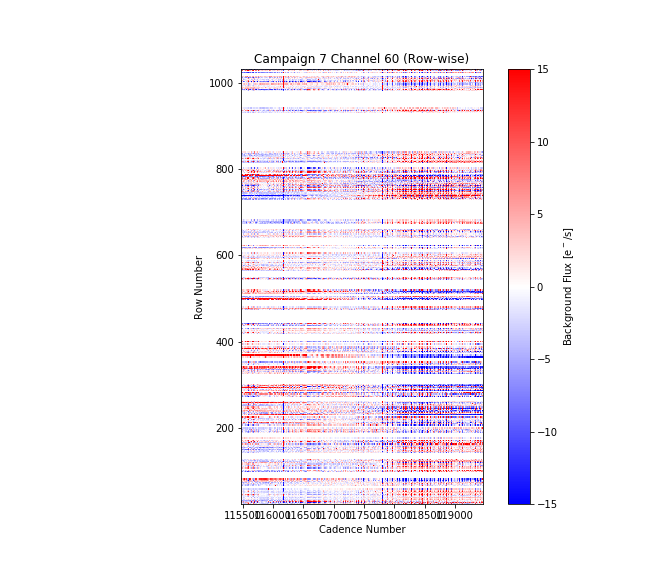 Campaign 7 Channel 60 (Row-wise)
1000
800
600
400
200
Row Number
115500 116000 116500 117000 117500 118000 118500 119000
Cadence Number
15
10
5
0
−5
−10
−15
Background Flux [e⁻/s]